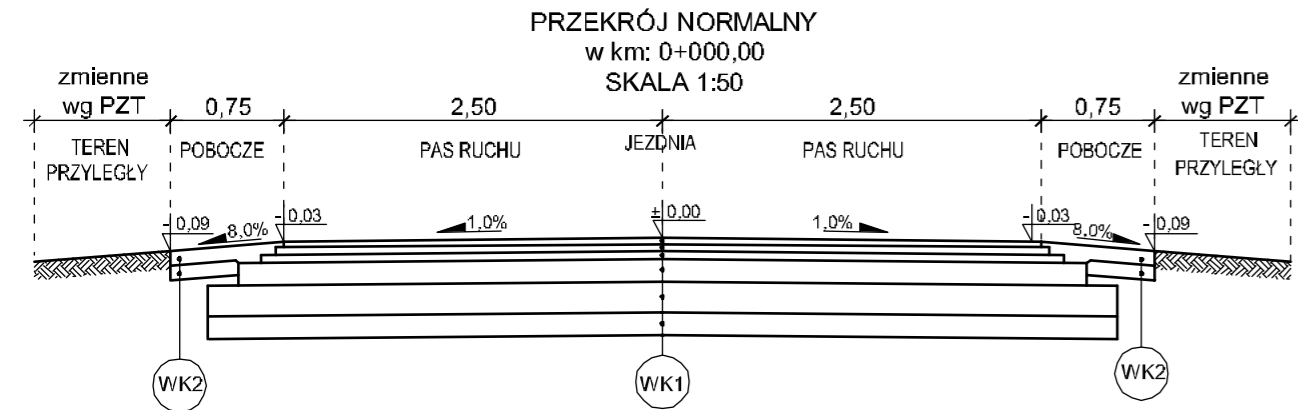 PRZEKRÓJ NORMALNY
w km: 0+000,00
SKALA 1:50
zmienne
wg PZT
0,75
2,50
2,50
0,75
zmienne
wg PZT
TEREN
PRZYLEGŁY
POBOCZE
PAS RUCHU
JEZDNIA
PAS RUCHU
POBOCZE
TEREN
PRZYLEGŁY
- 0,09
8,0%
- 0,03
1,0%
± 0,00
1,0%
- 0,03
8,0%
- 0,09
WK2
WK1
WK2